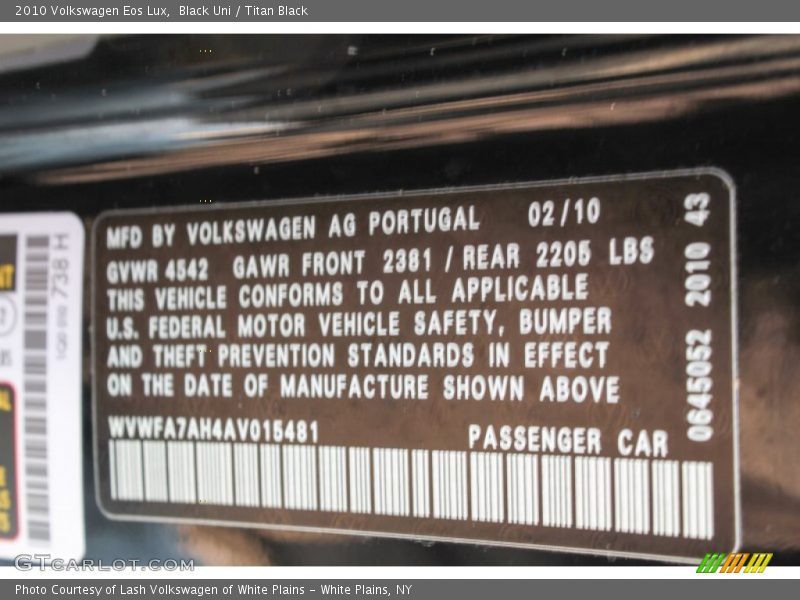 2010 Volkswagen Eos Lux,  Black Uni / Titan Black
MFD BY VOLKSWAGEN AG PORTUGAL 02/10
GVWR 4542 GAWR FRONT 2381 / REAR 2205 LBS
THIS VEHICLE CONFORMS TO ALL APPLICABLE
U.S. FEDERAL MOTOR VEHICLE SAFETY, BUMPER
AND THEFT PREVENTION STANDARDS IN EFFECT
ON THE DATE OF MANUFACTURE SHOWN ABOVE
WVWFA7AH4AV015481 PASSENGER CAR
0645052 2010 43
738 H
GTCARLOT.COM
Photo Courtesy of Lash Volkswagen of White Plains - White Plains, NY